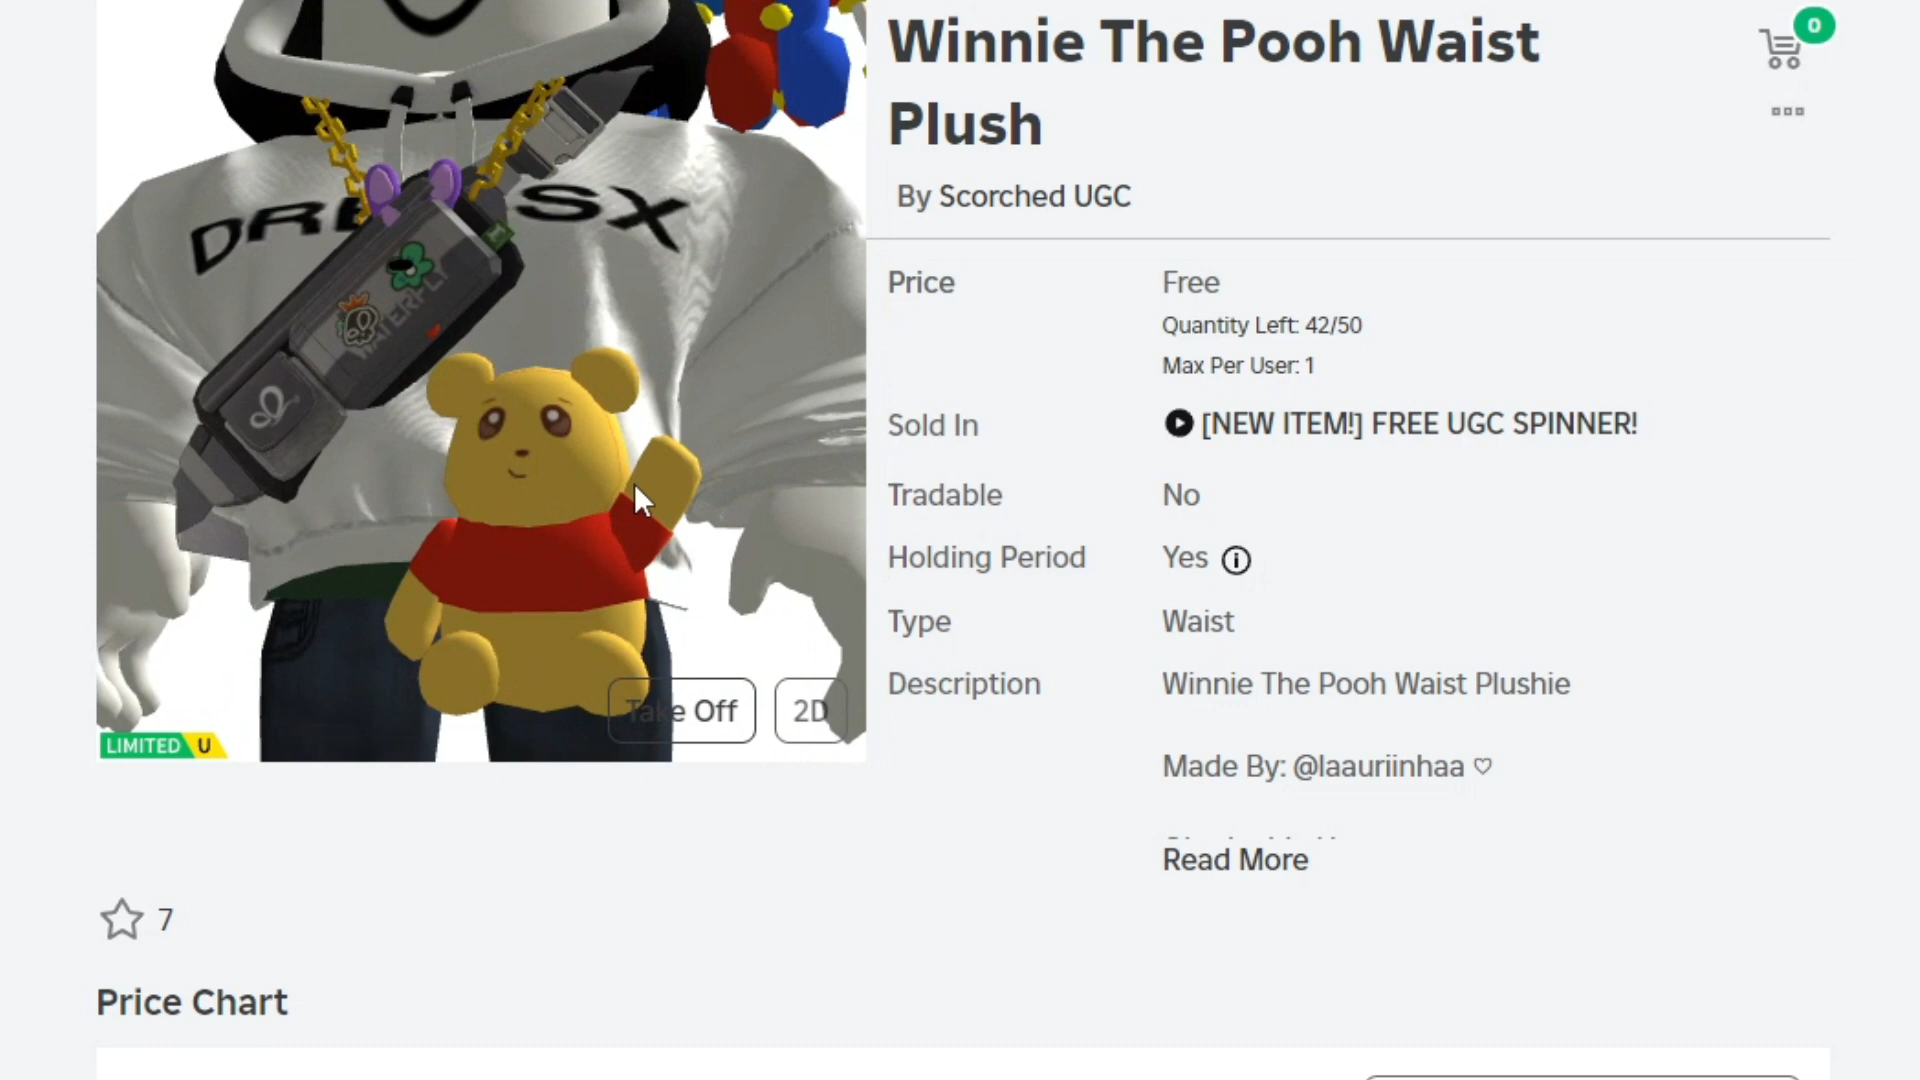 Winnie The Pooh Waist
Plush
0
By Scorched UGC
Price
Free
Quantity Left: 42/50
Max Per User: 1
Sold In
[NEW ITEM!] FREE UGC SPINNER!
Tradable
No
Holding Period
Yes
Type
Waist
Description
Winnie The Pooh Waist Plushie
Made By: @laauriinhaa ♡
Read More
SX
WATERFLY
Take Off
2D
LIMITED U
7
Price Chart